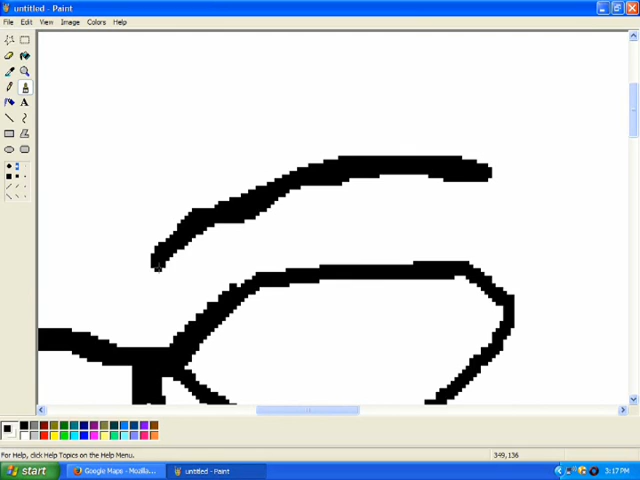 untitled - Paint
File Edit View Image Colors Help
A
For Help, click Help Topics on the Help Menu.
349,136
start
Google Maps - Mozilla...
untitled - Paint
3:17 PM